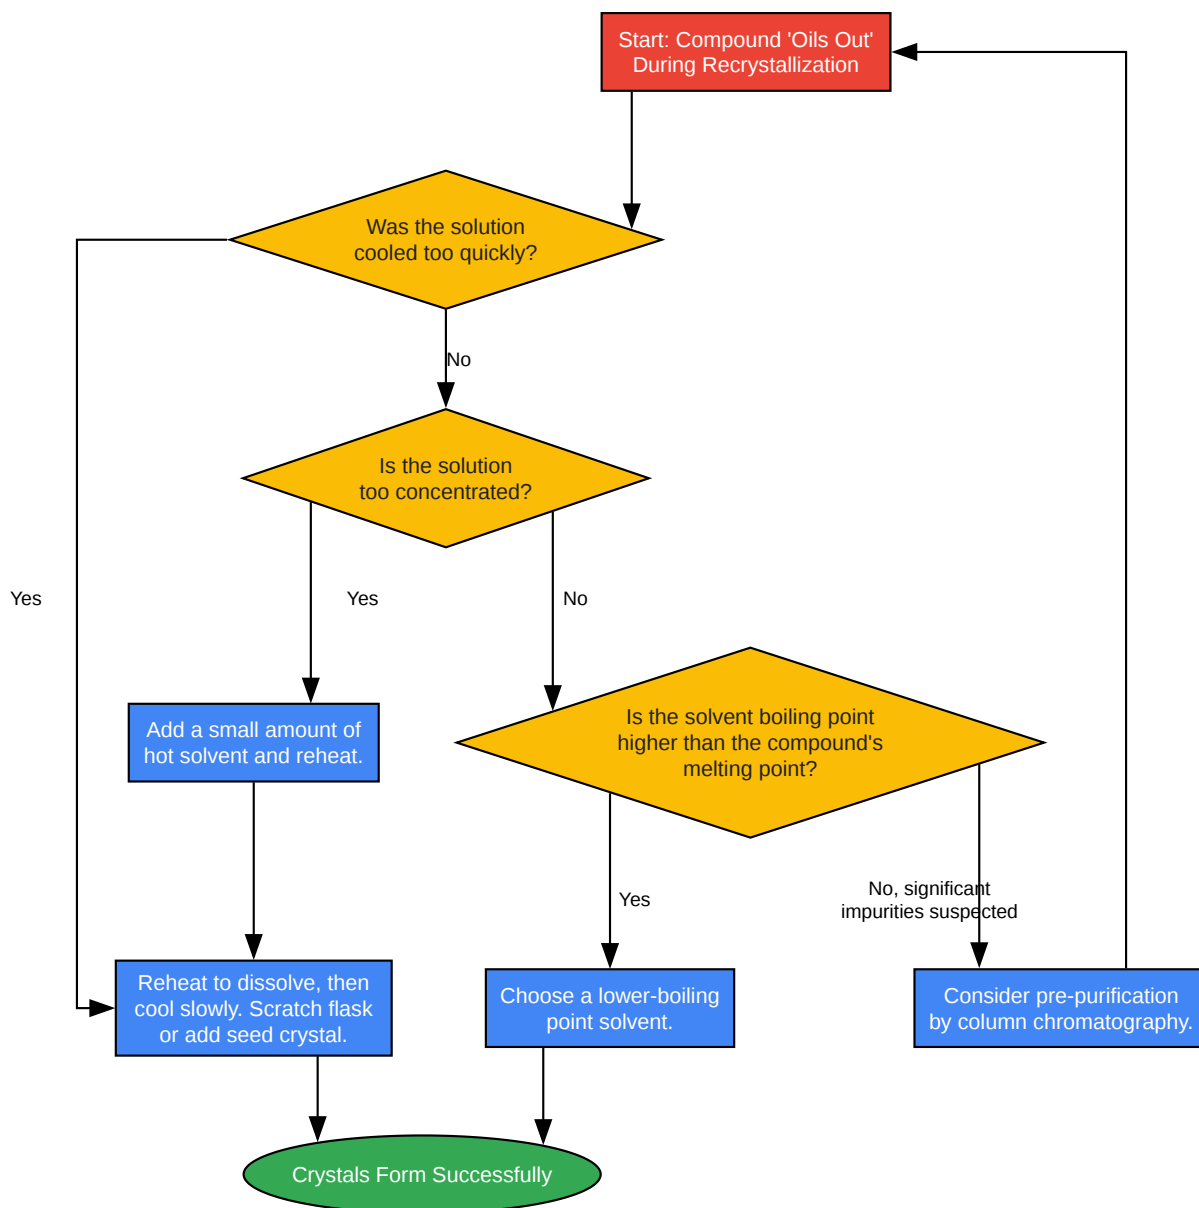 Start: Compound 'Oils Out'
During Recrystallization
Was the solution
cooled too quickly?
No
Is the solution
too concentrated?
Yes
Yes
No
Is the solvent boiling point
higher than the compound's
melting point?
Add a small amount of
hot solvent and reheat.
Yes
No, significant
impurities suspected
Reheat to dissolve, then
cool slowly. Scratch flask
or add seed crystal.
Choose a lower-boiling
point solvent.
Consider pre-purification
by column chromatography.
Crystals Form Successfully